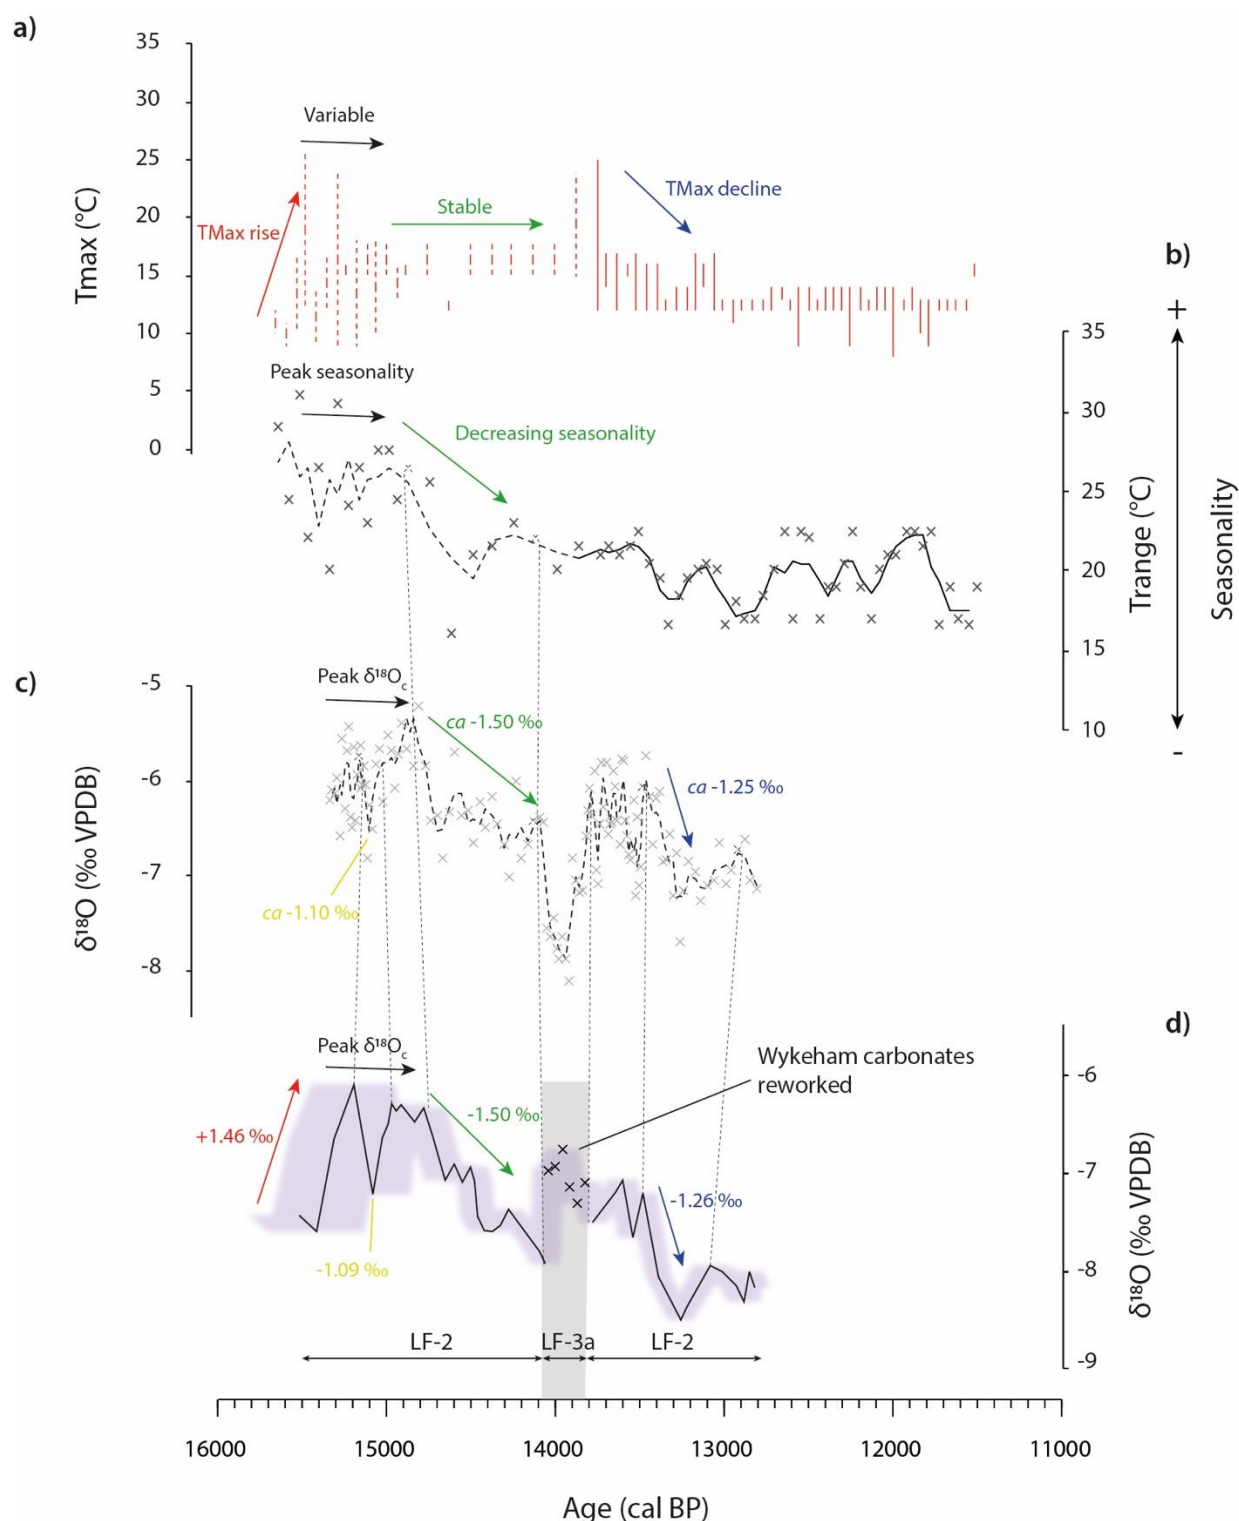 a)
35
30
25
20
15
10
5
0
Tmax (°C)
Variable
TMax rise
Stable
TMax decline
b)
+
35
30
25
20
15
10
-
Trange (°C)
Seasonality
Peak seasonality
Decreasing seasonality
c)
-5
-6
-7
-8
δ¹⁸O (‰ VPDB)
Peak δ¹⁸Oc
ca -1.50 ‰
ca -1.25 ‰
ca -1.10 ‰
d)
-6
-7
-8
-9
δ¹⁸O (‰ VPDB)
Peak δ¹⁸Oc
Wykeham carbonates
reworked
+1.46 ‰
-1.50 ‰
-1.26 ‰
-1.09 ‰
LF-2
LF-3a
LF-2
16000
15000
14000
13000
12000
11000
Age (cal BP)